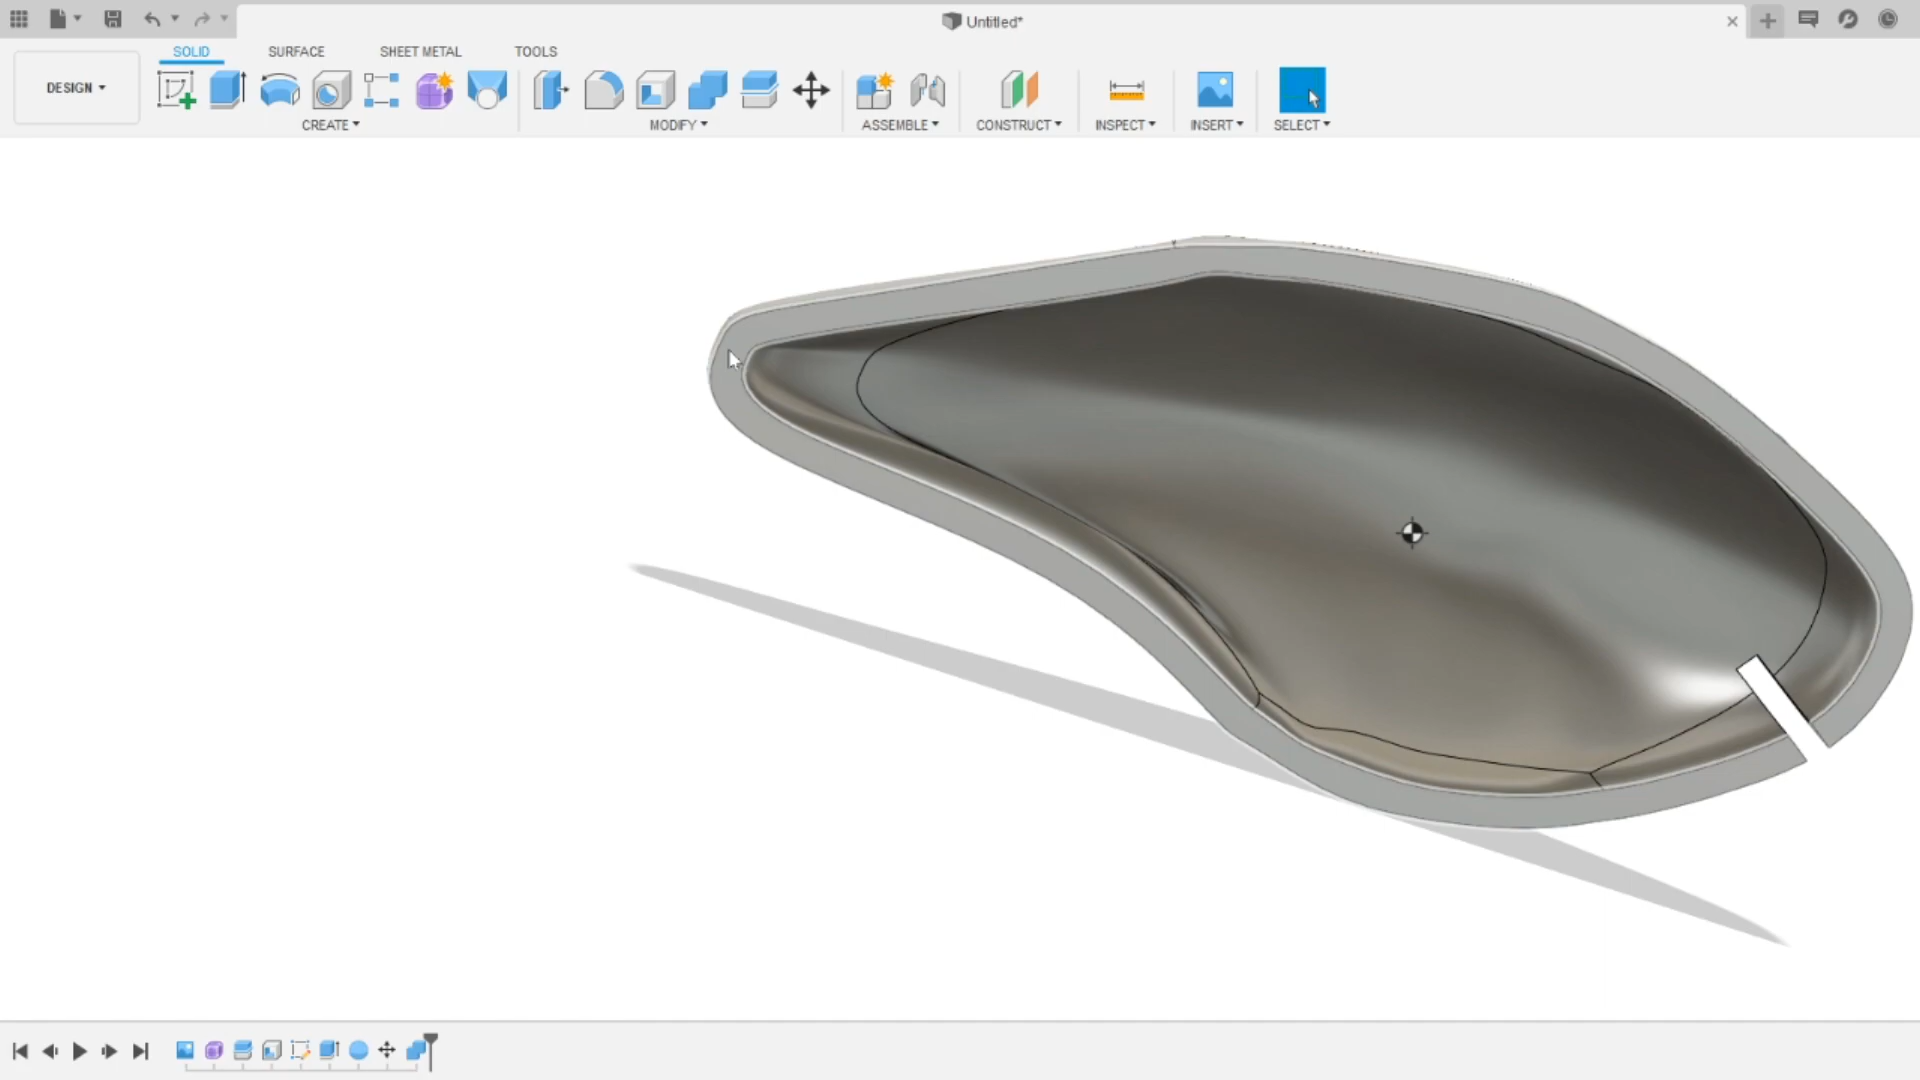 Untitled*
SOLID SURFACE SHEET METAL TOOLS
DESIGN
CREATE MODIFY ASSEMBLE CONSTRUCT INSPECT INSERT SELECT